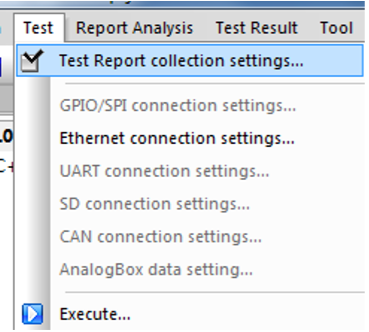 Test Report Analysis Test Result Tool
Test Report collection settings...
GPIO/SPI connection settings...
Ethernet connection settings...
.0
UART connection settings...
C+
SD connection settings...
CAN connection settings...
AnalogBox data setting...
Execute...